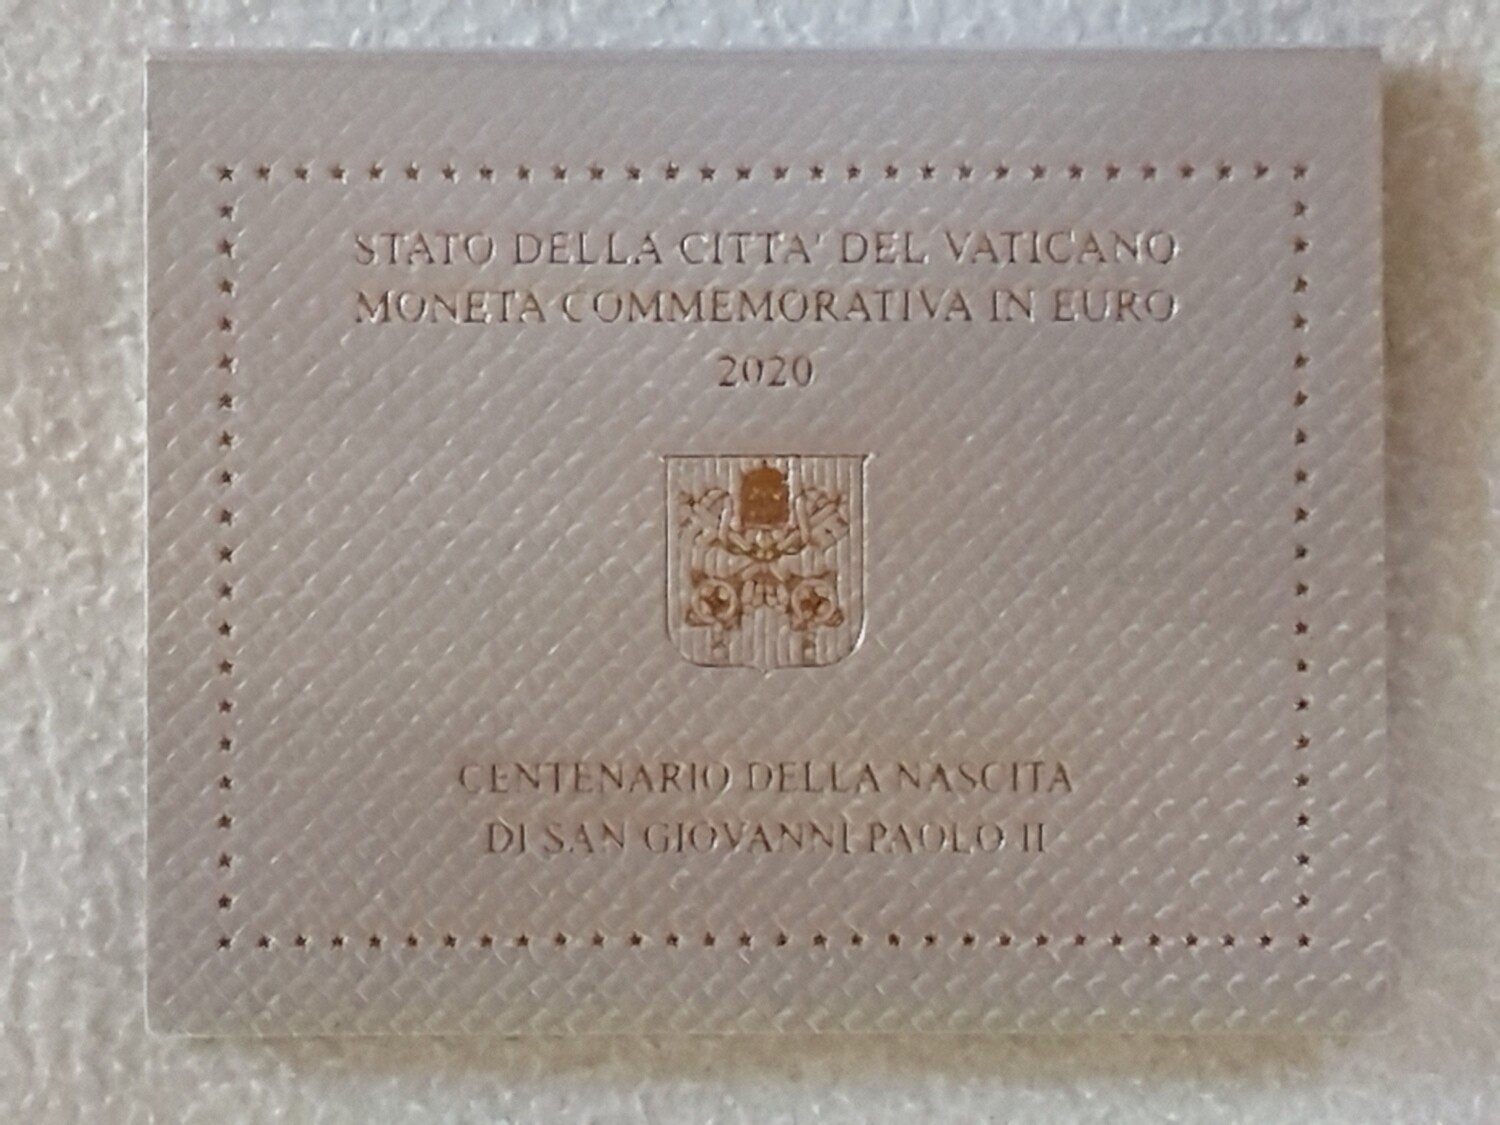 STATO DELLA CITTA' DEL VATICANO
MONETA COMMEMORATIVA IN EURO
2020
CENTENARIO DELLA NASCITA
DI SAN GIOVANNI PAOLO II